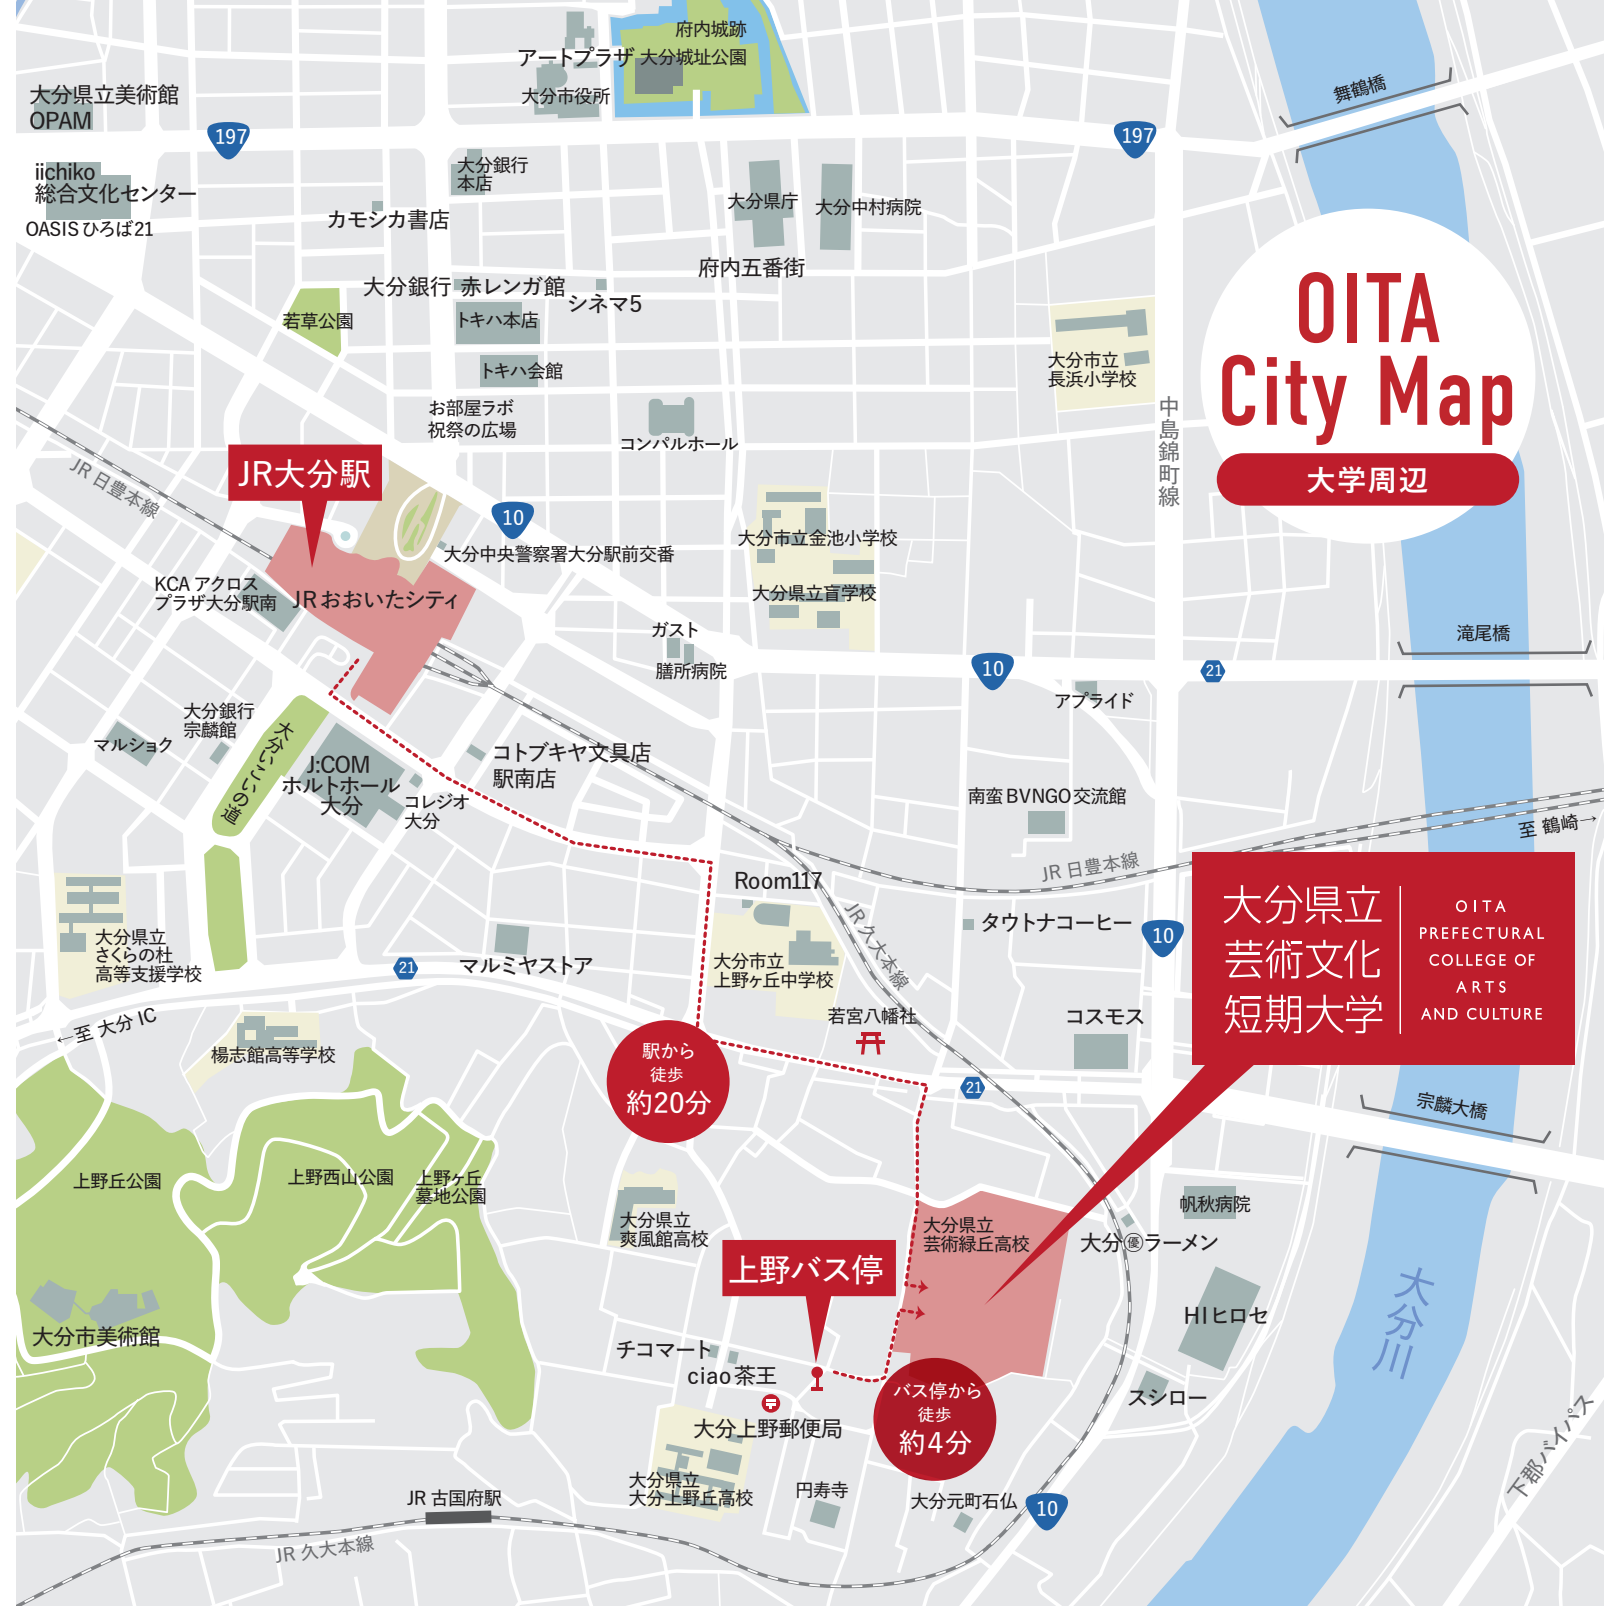 府内城跡
アートプラザ
大分城址公園
大分市役所
大分県立美術館
OPAM
197
197
舞鶴橋
iichiko
総合文化センター
OASISひろば21
大分銀行
本店
カモシカ書店
大分県庁
大分中村病院
府内五番街
大分銀行 赤レンガ館
シネマ5
若草公園
トキハ本店
トキハ会館
お部屋ラボ
祝祭の広場
コンパルホール
大分市立
長浜小学校
中島錦町線
OITA
City Map
大学周辺
JR日豊本線
JR大分駅
10
大分中央警察署大分駅前交番
大分市立金池小学校
大分県立盲学校
KCA アクロス
プラザ大分駅南
JRおおいたシティ
ガスト
膳所病院
10
21
滝尾橋
アプライド
大分銀行
宗麟館
マルショク
大分いこいの道
J:COM
ホルトホール
大分
コレジオ
大分
コトブキヤ文具店
駅南店
南蛮BVNGO交流館
至 鶴崎→
JR日豊本線
Room117
JR久大本線
タウトナコーヒー
10
大分県立
芸術文化
短期大学
OITA
PREFECTURAL
COLLEGE OF
ARTS
AND CULTURE
大分県立
さくらの杜
高等支援学校
21
マルミヤストア
大分市立
上野ヶ丘中学校
若宮八幡社
コスモス
←至 大分IC
楊志館高等学校
駅から
徒歩
約20分
21
宗麟大橋
上野丘公園
上野西山公園
上野ヶ丘
墓地公園
大分県立
爽風館高校
大分県立
芸術緑丘高校
帆秋病院
大分優ラーメン
上野バス停
大分川
HIヒロセ
大分市美術館
チコマート
ciao茶王
大分上野郵便局
バス停から
徒歩
約4分
スシロー
下郡バイパス
大分県立
大分上野丘高校
円寿寺
大分元町石仏
10
JR 古国府駅
JR 久大本線